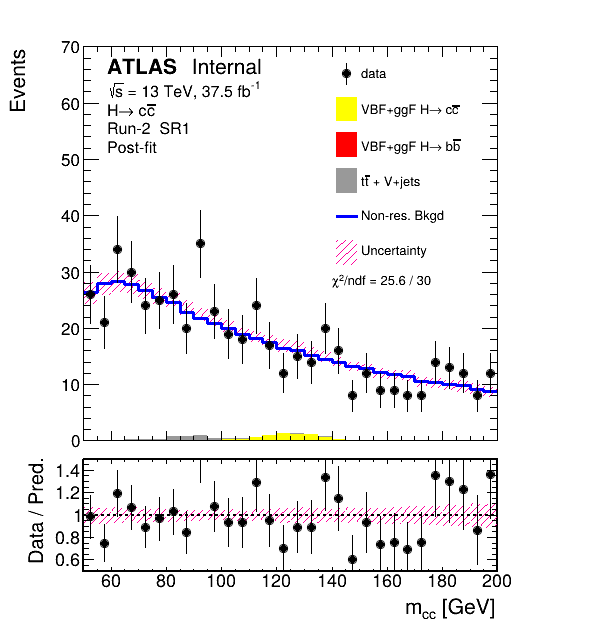 Events
70
60
50
40
30
20
10
0
ATLAS Internal
√s = 13 TeV, 37.5 fb⁻¹
H→ cc̅
Run-2 SR1
Post-fit
data
VBF+ggF H→ cc̅
VBF+ggF H→ bb̅
tt̅ + V+jets
Non-res. Bkgd
Uncertainty
χ²/ndf = 25.6 / 30
Data / Pred.
1.4
1.2
1
0.8
0.6
60 80 100 120 140 160 180 200
m_cc [GeV]